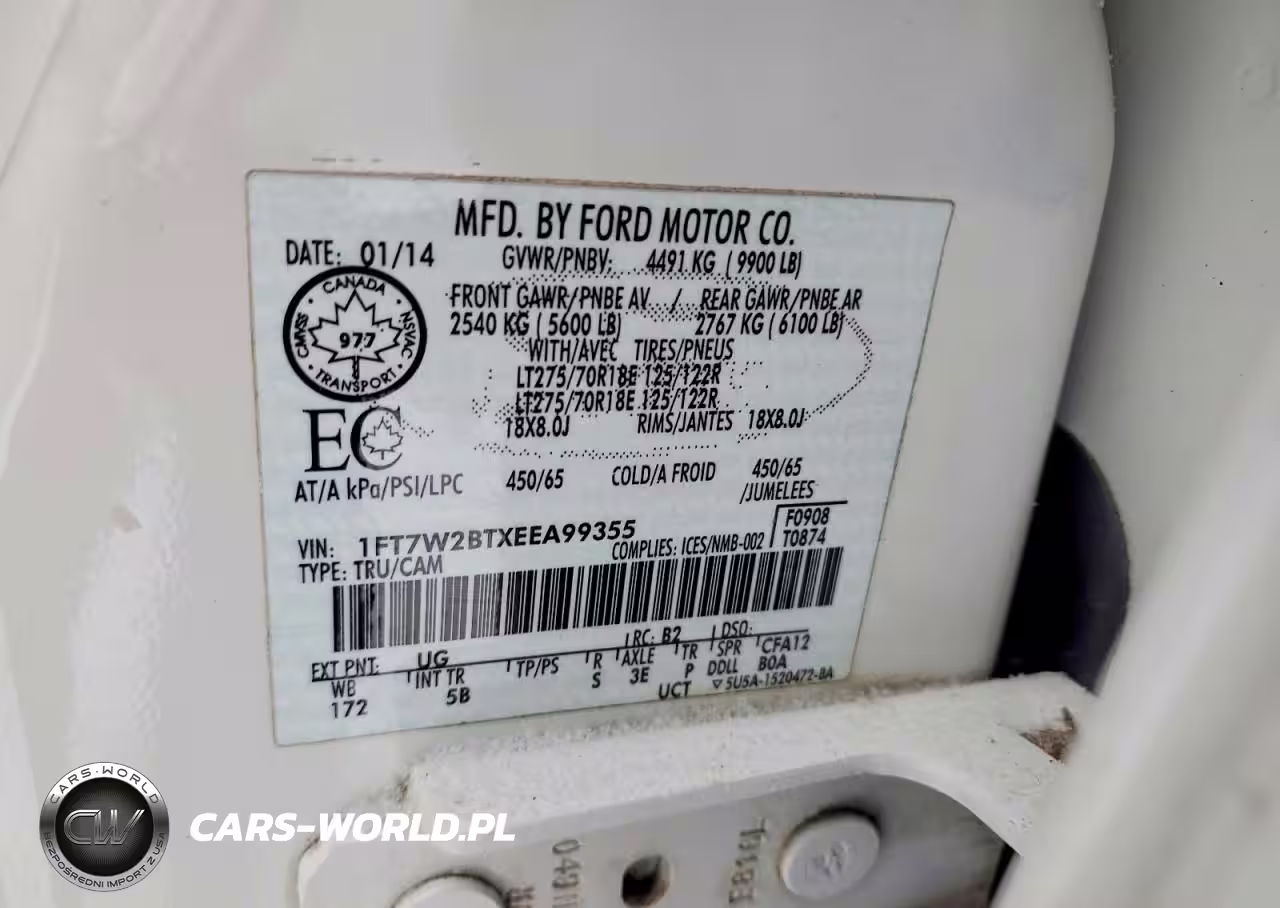 MFD. BY FORD MOTOR CO.
DATE: 01/14
GVWR/PNBV: 4491 KG ( 9900 LB)
FRONT GAWR/PNBE AV / REAR GAWR/PNBE AR
2540 KG ( 5600 LB) 2767 KG ( 6100 LB)
WITH/AVEC TIRES/PNEUS
LT275/70R18E 125/122R
LT275/70R18E 125/122R
18X8.0J RIMS/JANTES 18X8.0J
CANADA
CMVSS NSVAC
977
TRANSPORT
EC
AT/A kPa/PSI/LPC 450/65 COLD/A FROID 450/65
/JUMELEES
VIN: 1FT7W2BTXEEA99355
F0908
T0874
COMPLIES: ICES/NMB-002
TYPE: TRU/CAM
EXT PNT: UG RC: B2 DSO:
WB INT TR TP/PS R AXLE TR SPR CFA12
172 5B S 3E P DDLL BOA
UCT 5U5A-1520472-BA
CARS-WORLD
CW
BEZPOŚREDNI IMPORT Z USA
CARS-WORLD.PL